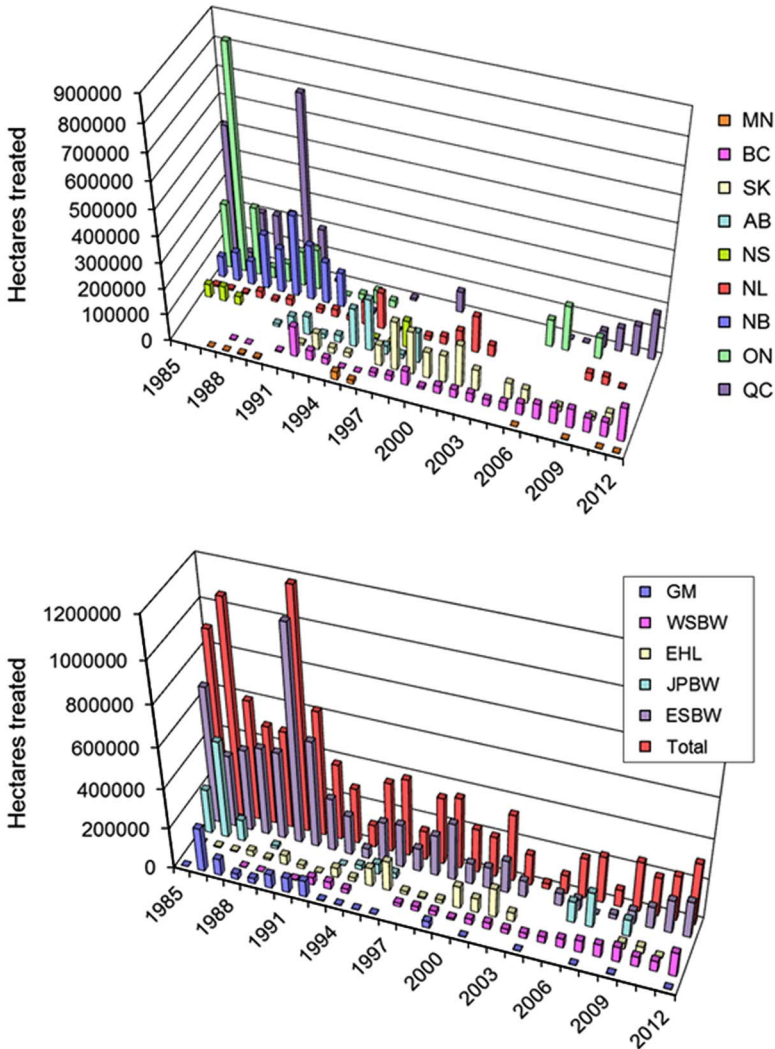 Hectares treated
900000
800000
700000
600000
500000
400000
300000
200000
100000
0
1985
1988
1991
1994
1997
2000
2003
2006
2009
2012
MN
BC
SK
AB
NS
NL
NB
ON
QC
Hectares treated
1200000
1000000
800000
600000
400000
200000
0
1985
1988
1991
1994
1997
2000
2003
2006
2009
2012
GM
WSBW
EHL
JPBW
ESBW
Total